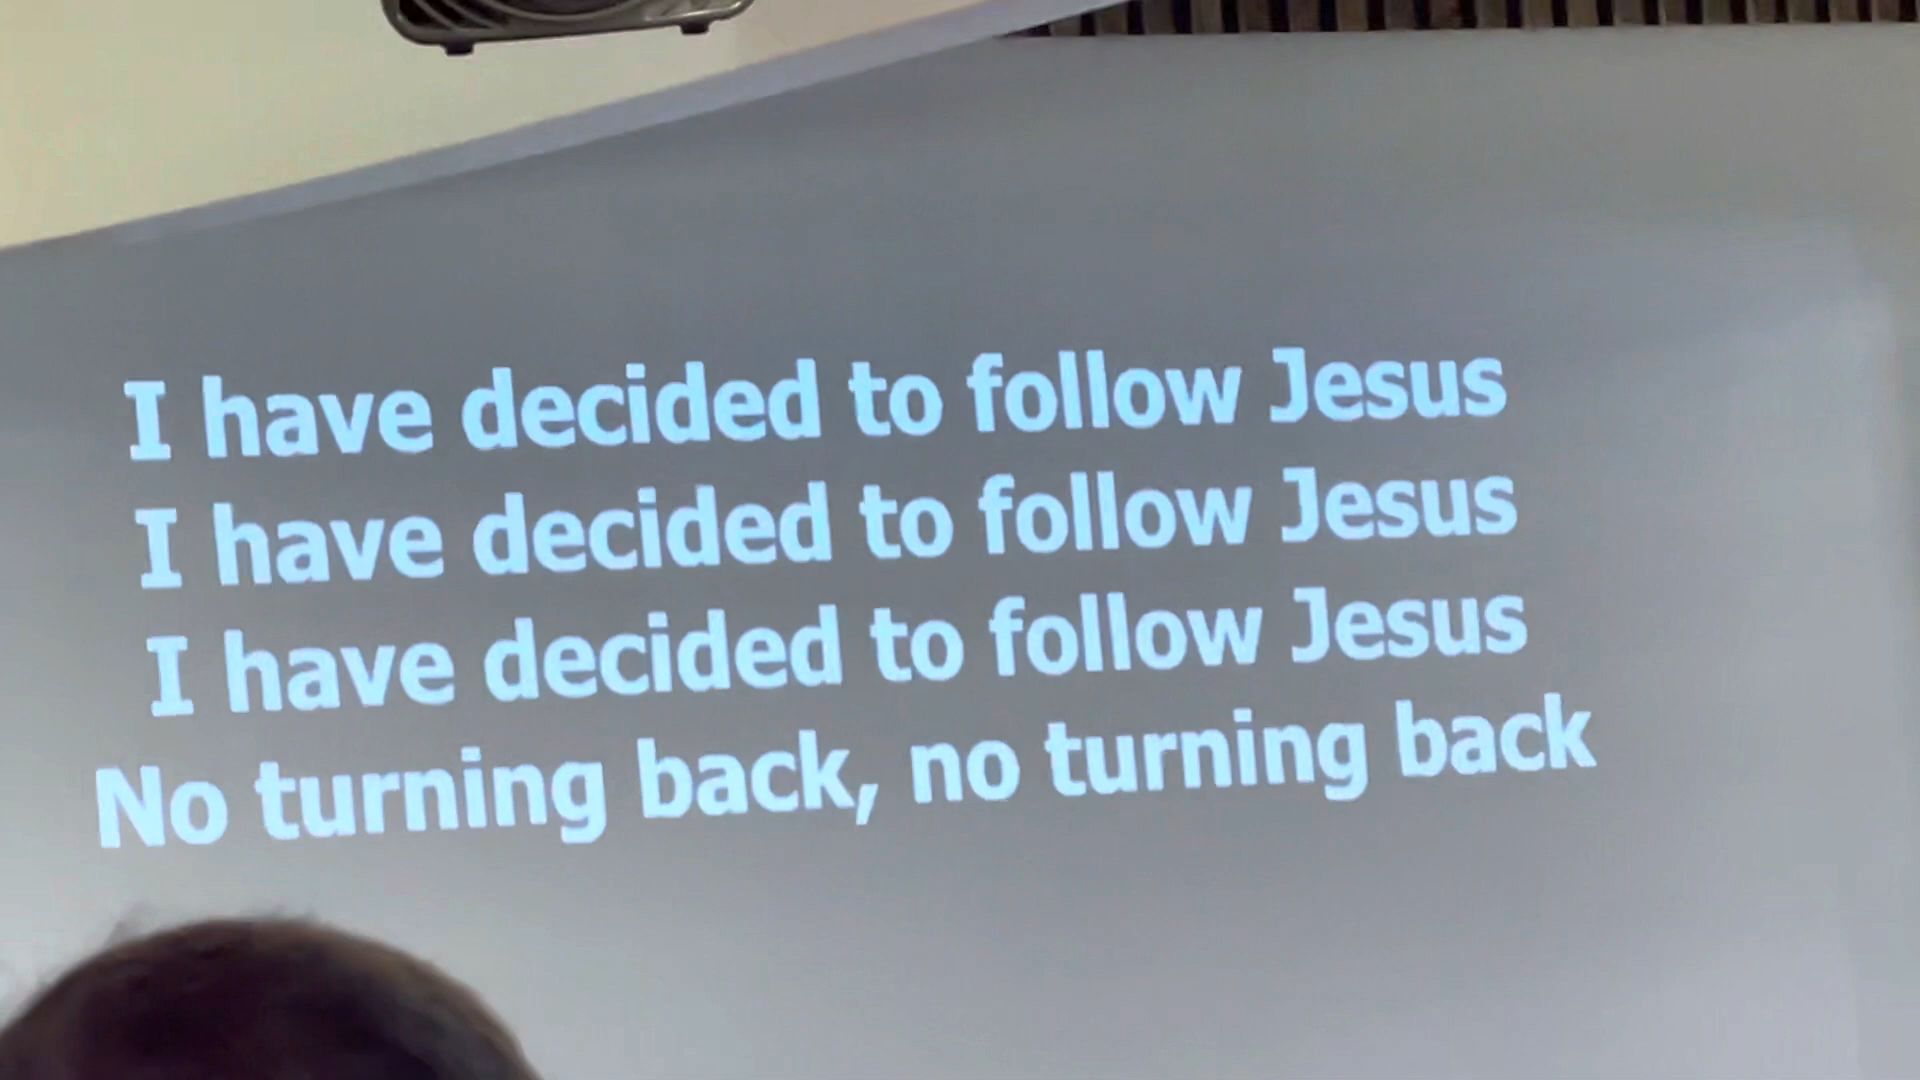 I have decided to follow Jesus
I have decided to follow Jesus
I have decided to follow Jesus
No turning back, no turning back